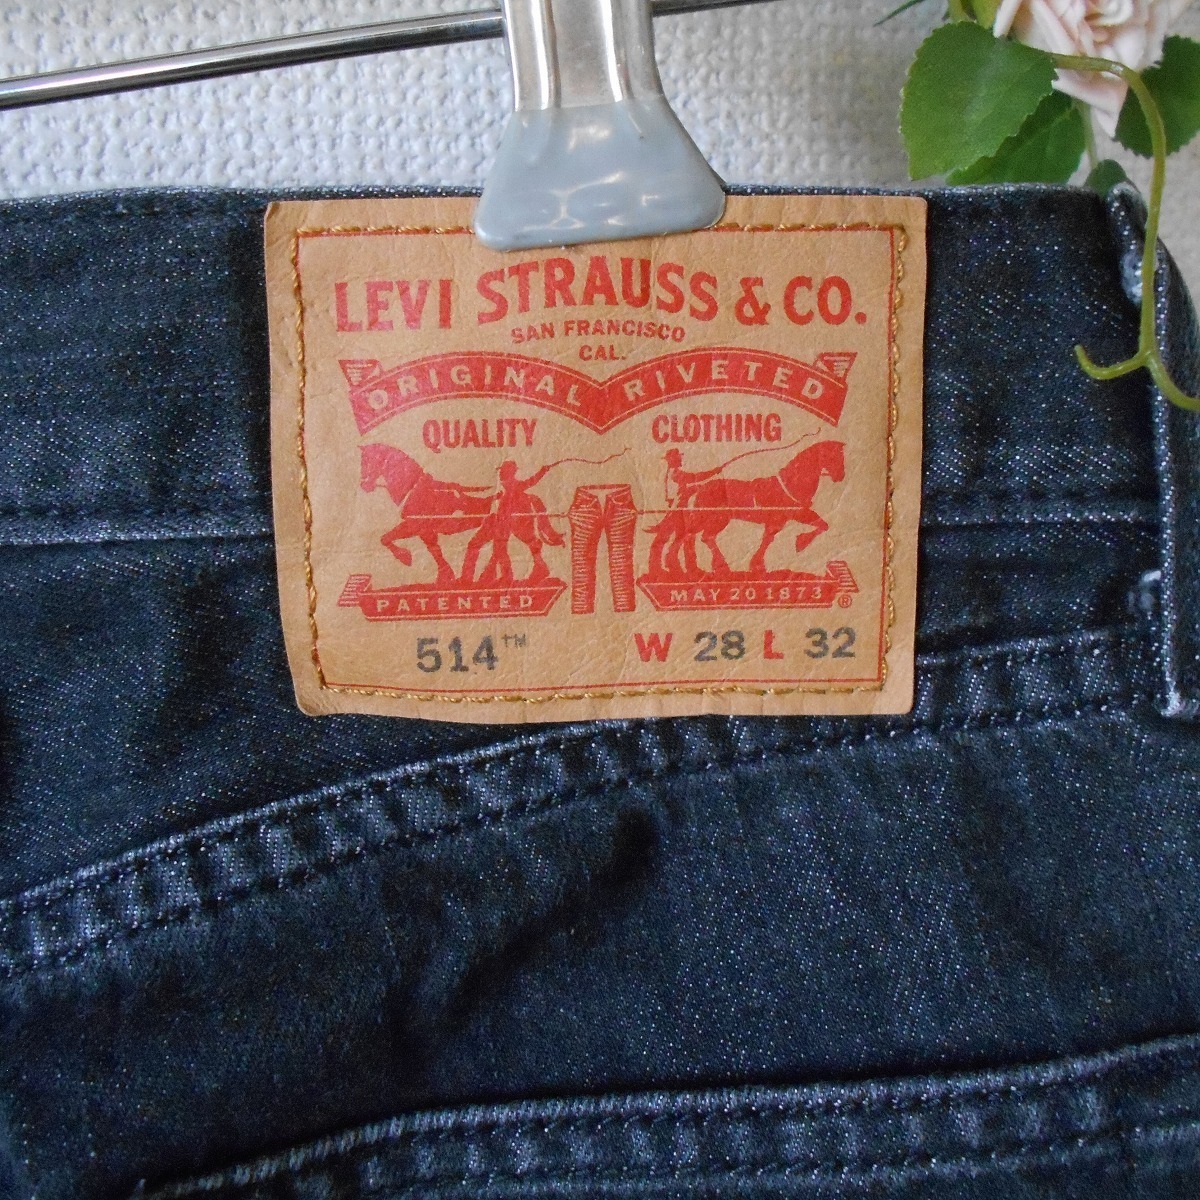 LEVI STRAUSS & CO.
SAN FRANCISCO
CAL.
ORIGINAL RIVETED
QUALITY CLOTHING
PATENTED MAY 20 1873 ®
514™ W 28 L 32